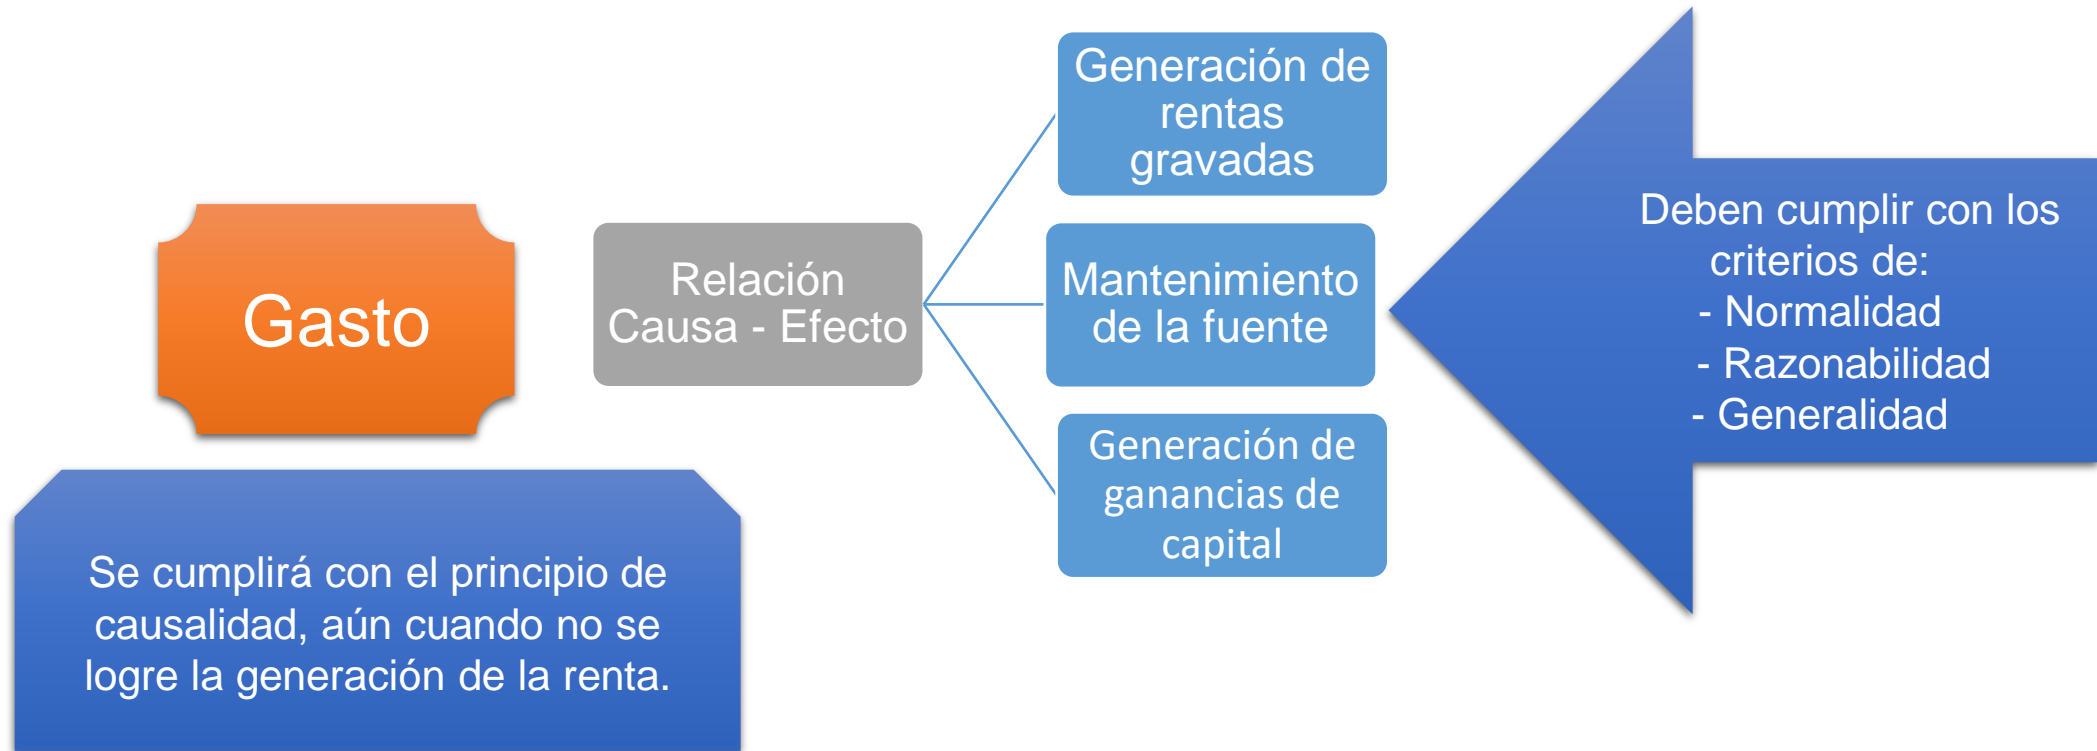 Gasto
Se cumplirá con el principio de
causalidad, aún cuando no se
logre la generación de la renta.
Relación
Causa - Efecto
Generación de
rentas
gravadas
Mantenimiento
de la fuente
Generación de
ganancias de
capital
Deben cumplir con los
criterios de:
- Normalidad
- Razonabilidad
- Generalidad